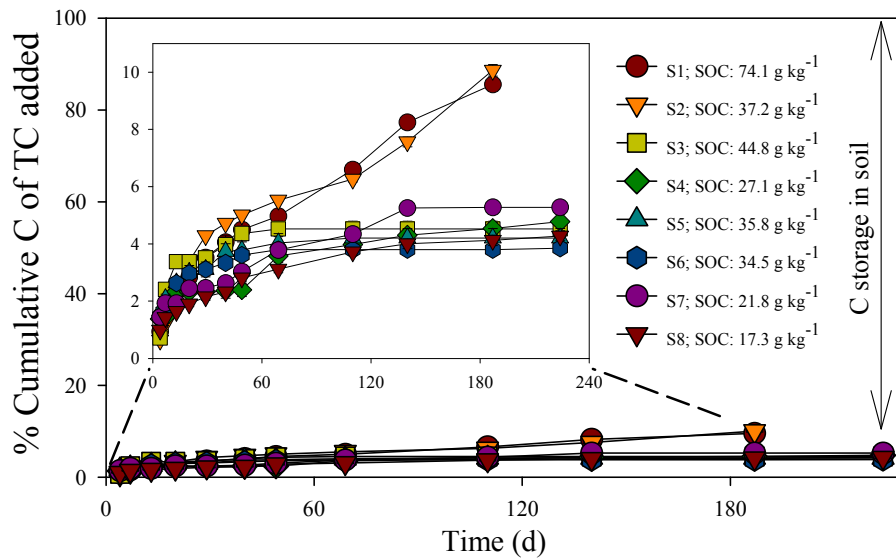 % Cumulative C of TC added
100
80
60
40
20
0
10
8
6
4
2
0
0
60
120
180
240
S1; SOC: 74.1 g kg-1
S2; SOC: 37.2 g kg-1
S3; SOC: 44.8 g kg-1
S4; SOC: 27.1 g kg-1
S5; SOC: 35.8 g kg-1
S6; SOC: 34.5 g kg-1
S7; SOC: 21.8 g kg-1
S8; SOC: 17.3 g kg-1
C storage in soil
0
60
120
180
Time (d)